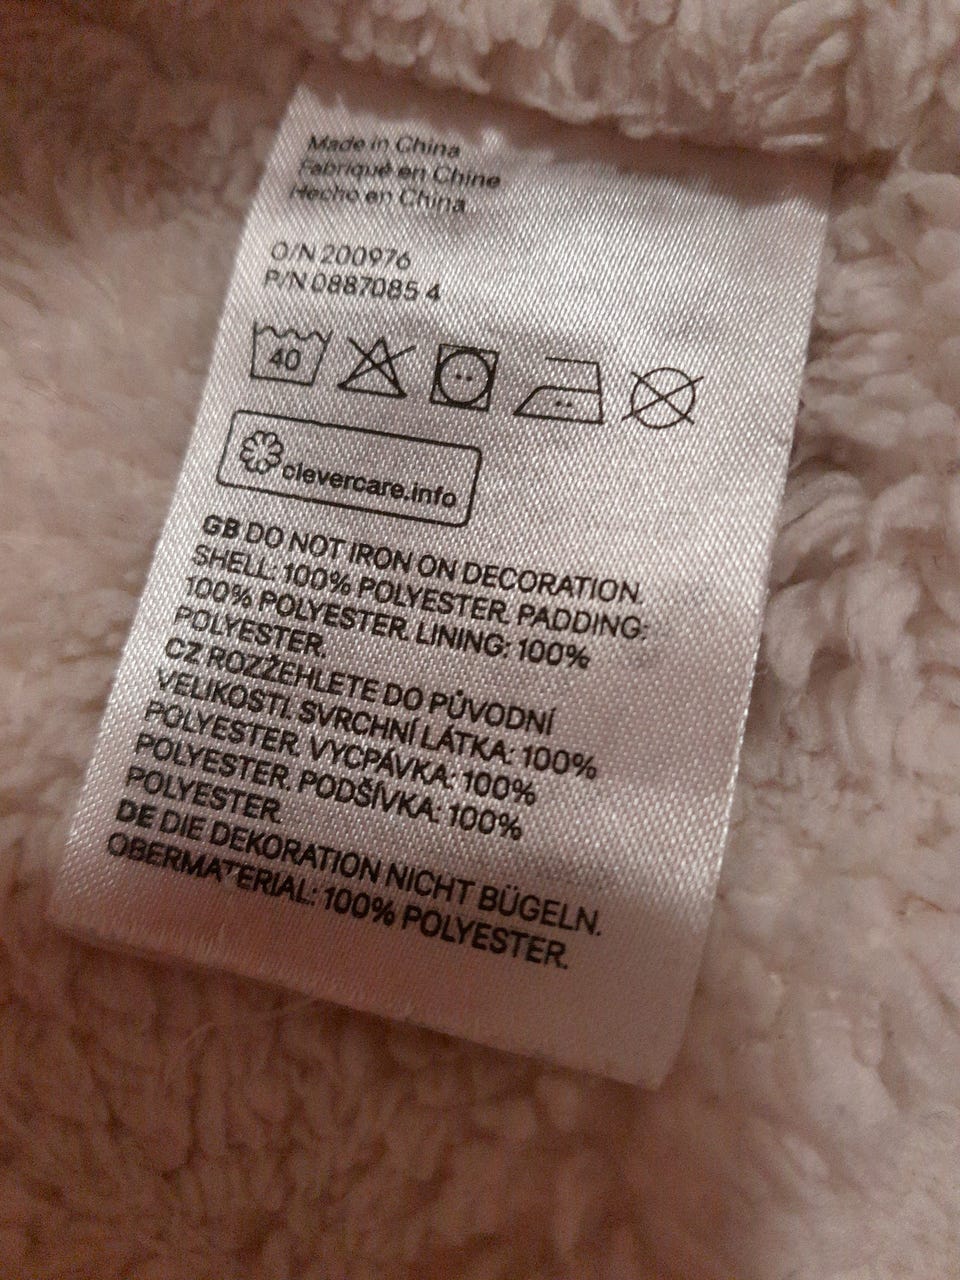 Made in China
Fabriqué en Chine
Hecho en China
O/N 200976
P/N 0887085 4
40
clevercare.info
GB DO NOT IRON ON DECORATION.
SHELL: 100% POLYESTER. PADDING:
100% POLYESTER. LINING: 100%
POLYESTER.
CZ ROZŽEHLETE DO PŮVODNÍ
VELIKOSTI. SVRCHNÍ LÁTKA: 100%
POLYESTER. VYCPÁVKA: 100%
POLYESTER. PODŠÍVKA: 100%
POLYESTER.
DE DIE DEKORATION NICHT BÜGELN.
OBERMATERIAL: 100% POLYESTER.